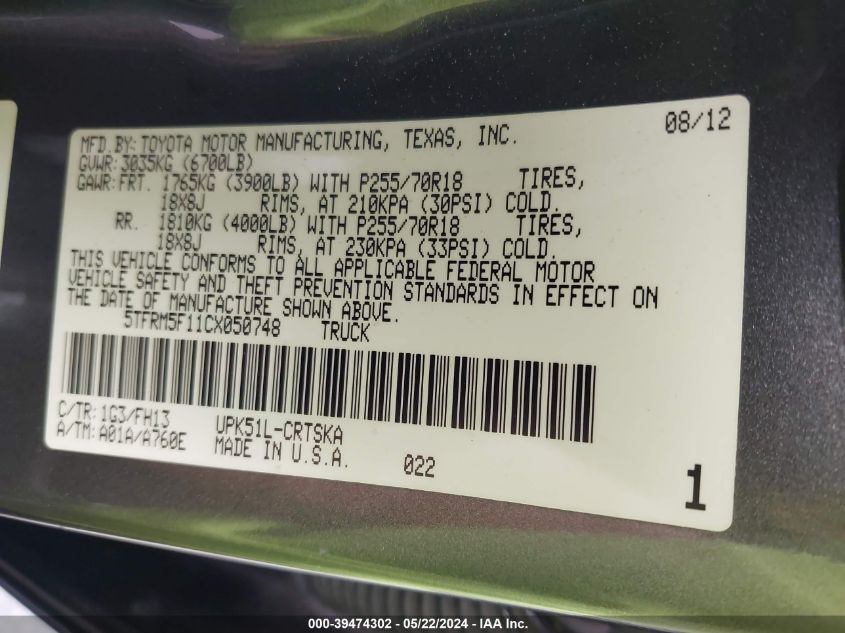 MFD. BY: TOYOTA MOTOR MANUFACTURING, TEXAS, INC. 08/12
GVWR: 3035KG (6700LB)
GAWR: FRT. 1765KG (3900LB) WITH P255/70R18 TIRES,
18X8J RIMS, AT 210KPA (30PSI) COLD.
RR. 1810KG (4000LB) WITH P255/70R18 TIRES,
18X8J RIMS, AT 230KPA (33PSI) COLD.
THIS VEHICLE CONFORMS TO ALL APPLICABLE FEDERAL MOTOR
VEHICLE SAFETY AND THEFT PREVENTION STANDARDS IN EFFECT ON
THE DATE OF MANUFACTURE SHOWN ABOVE.
5TFRM5F11CX050748 TRUCK
C/TR: 1G3/FH13 UPK51L-CRTSKA
A/TM: A01A/A760E MADE IN U.S.A. 022
1
000-39474302 - 05/22/2024 - IAA Inc.